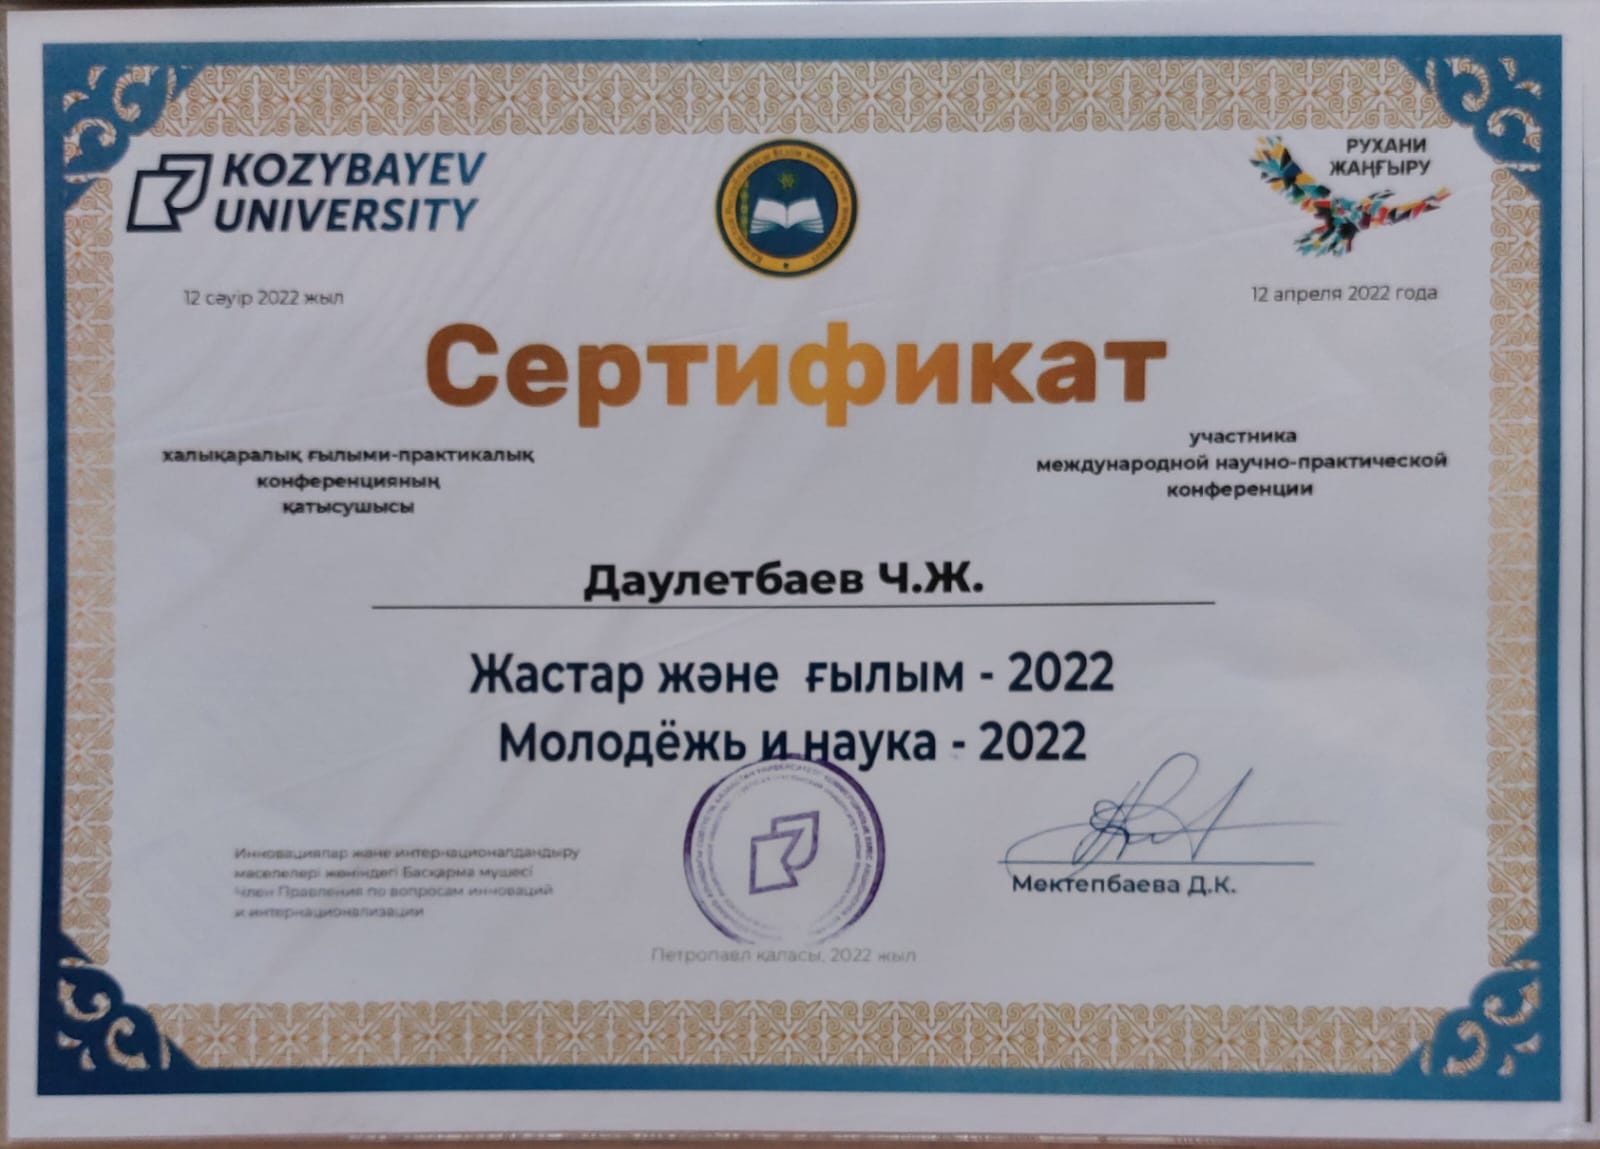 KOZYBAYEV
UNIVERSITY
РУХАНИ
ЖАҢҒЫРУ
12 сәуір 2022 жыл
12 апреля 2022 года
Сертификат
халықаралық ғылыми-практикалық
конференцияның
қатысушысы
участника
международной научно-практической
конференции
Даулетбаев Ч.Ж.
Жастар және ғылым - 2022
Молодёжь и наука - 2022
Инновациялар және интернационалдандыру
мәселелері жөніндегі Басқарма мүшесі
Член Правления по вопросам инноваций
и интернационализации
Мектепбаева Д.К.
Петропавл қаласы, 2022 жыл